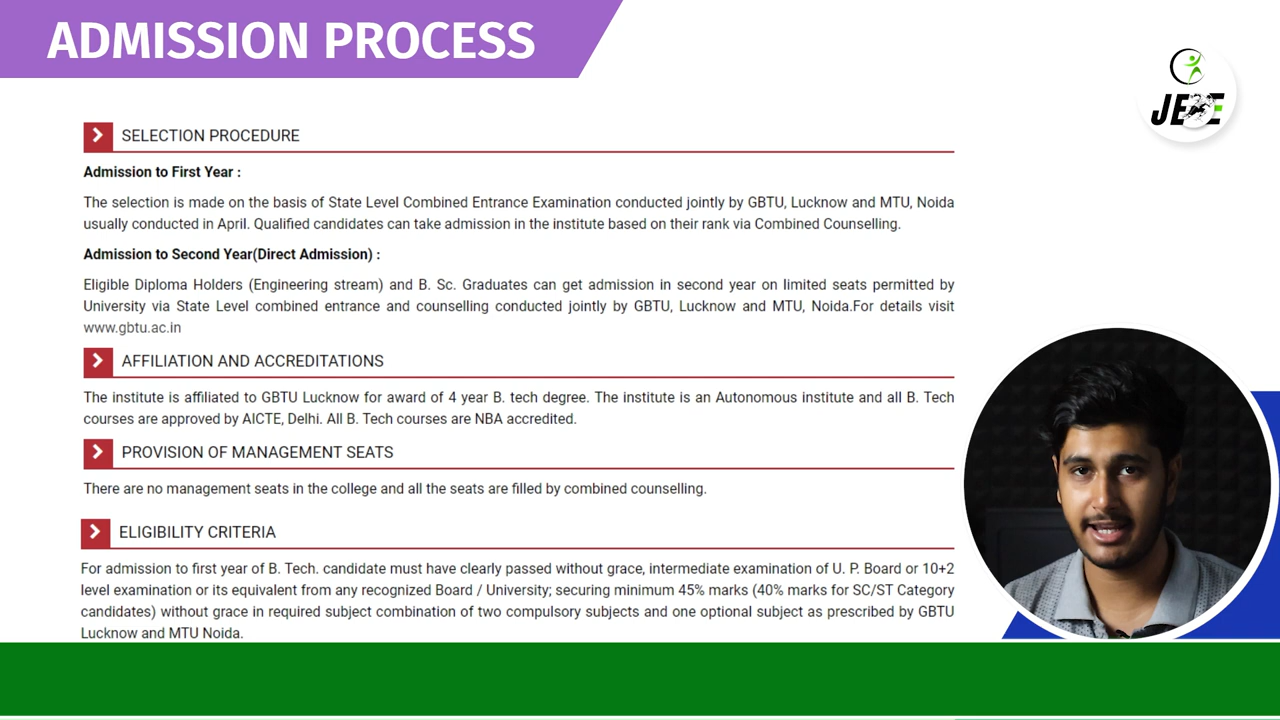 ADMISSION PROCESS
JEE
SELECTION PROCEDURE
Admission to First Year :
The selection is made on the basis of State Level Combined Entrance Examination conducted jointly by GBTU, Lucknow and MTU, Noida
usually conducted in April. Qualified candidates can take admission in the institute based on their rank via Combined Counselling.
Admission to Second Year(Direct Admission) :
Eligible Diploma Holders (Engineering stream) and B. Sc. Graduates can get admission in second year on limited seats permitted by
University via State Level combined entrance and counselling conducted jointly by GBTU, Lucknow and MTU, Noida.For details visit
www.gbtu.ac.in
AFFILIATION AND ACCREDITATIONS
The institute is affiliated to GBTU Lucknow for award of 4 year B. tech degree. The institute is an Autonomous institute and all B. Tech
courses are approved by AICTE, Delhi. All B. Tech courses are NBA accredited.
PROVISION OF MANAGEMENT SEATS
There are no management seats in the college and all the seats are filled by combined counselling.
ELIGIBILITY CRITERIA
For admission to first year of B. Tech. candidate must have clearly passed without grace, intermediate examination of U. P. Board or 10+2
level examination or its equivalent from any recognized Board / University; securing minimum 45% marks (40% marks for SC/ST Category
candidates) without grace in required subject combination of two compulsory subjects and one optional subject as prescribed by GBTU
Lucknow and MTU Noida.